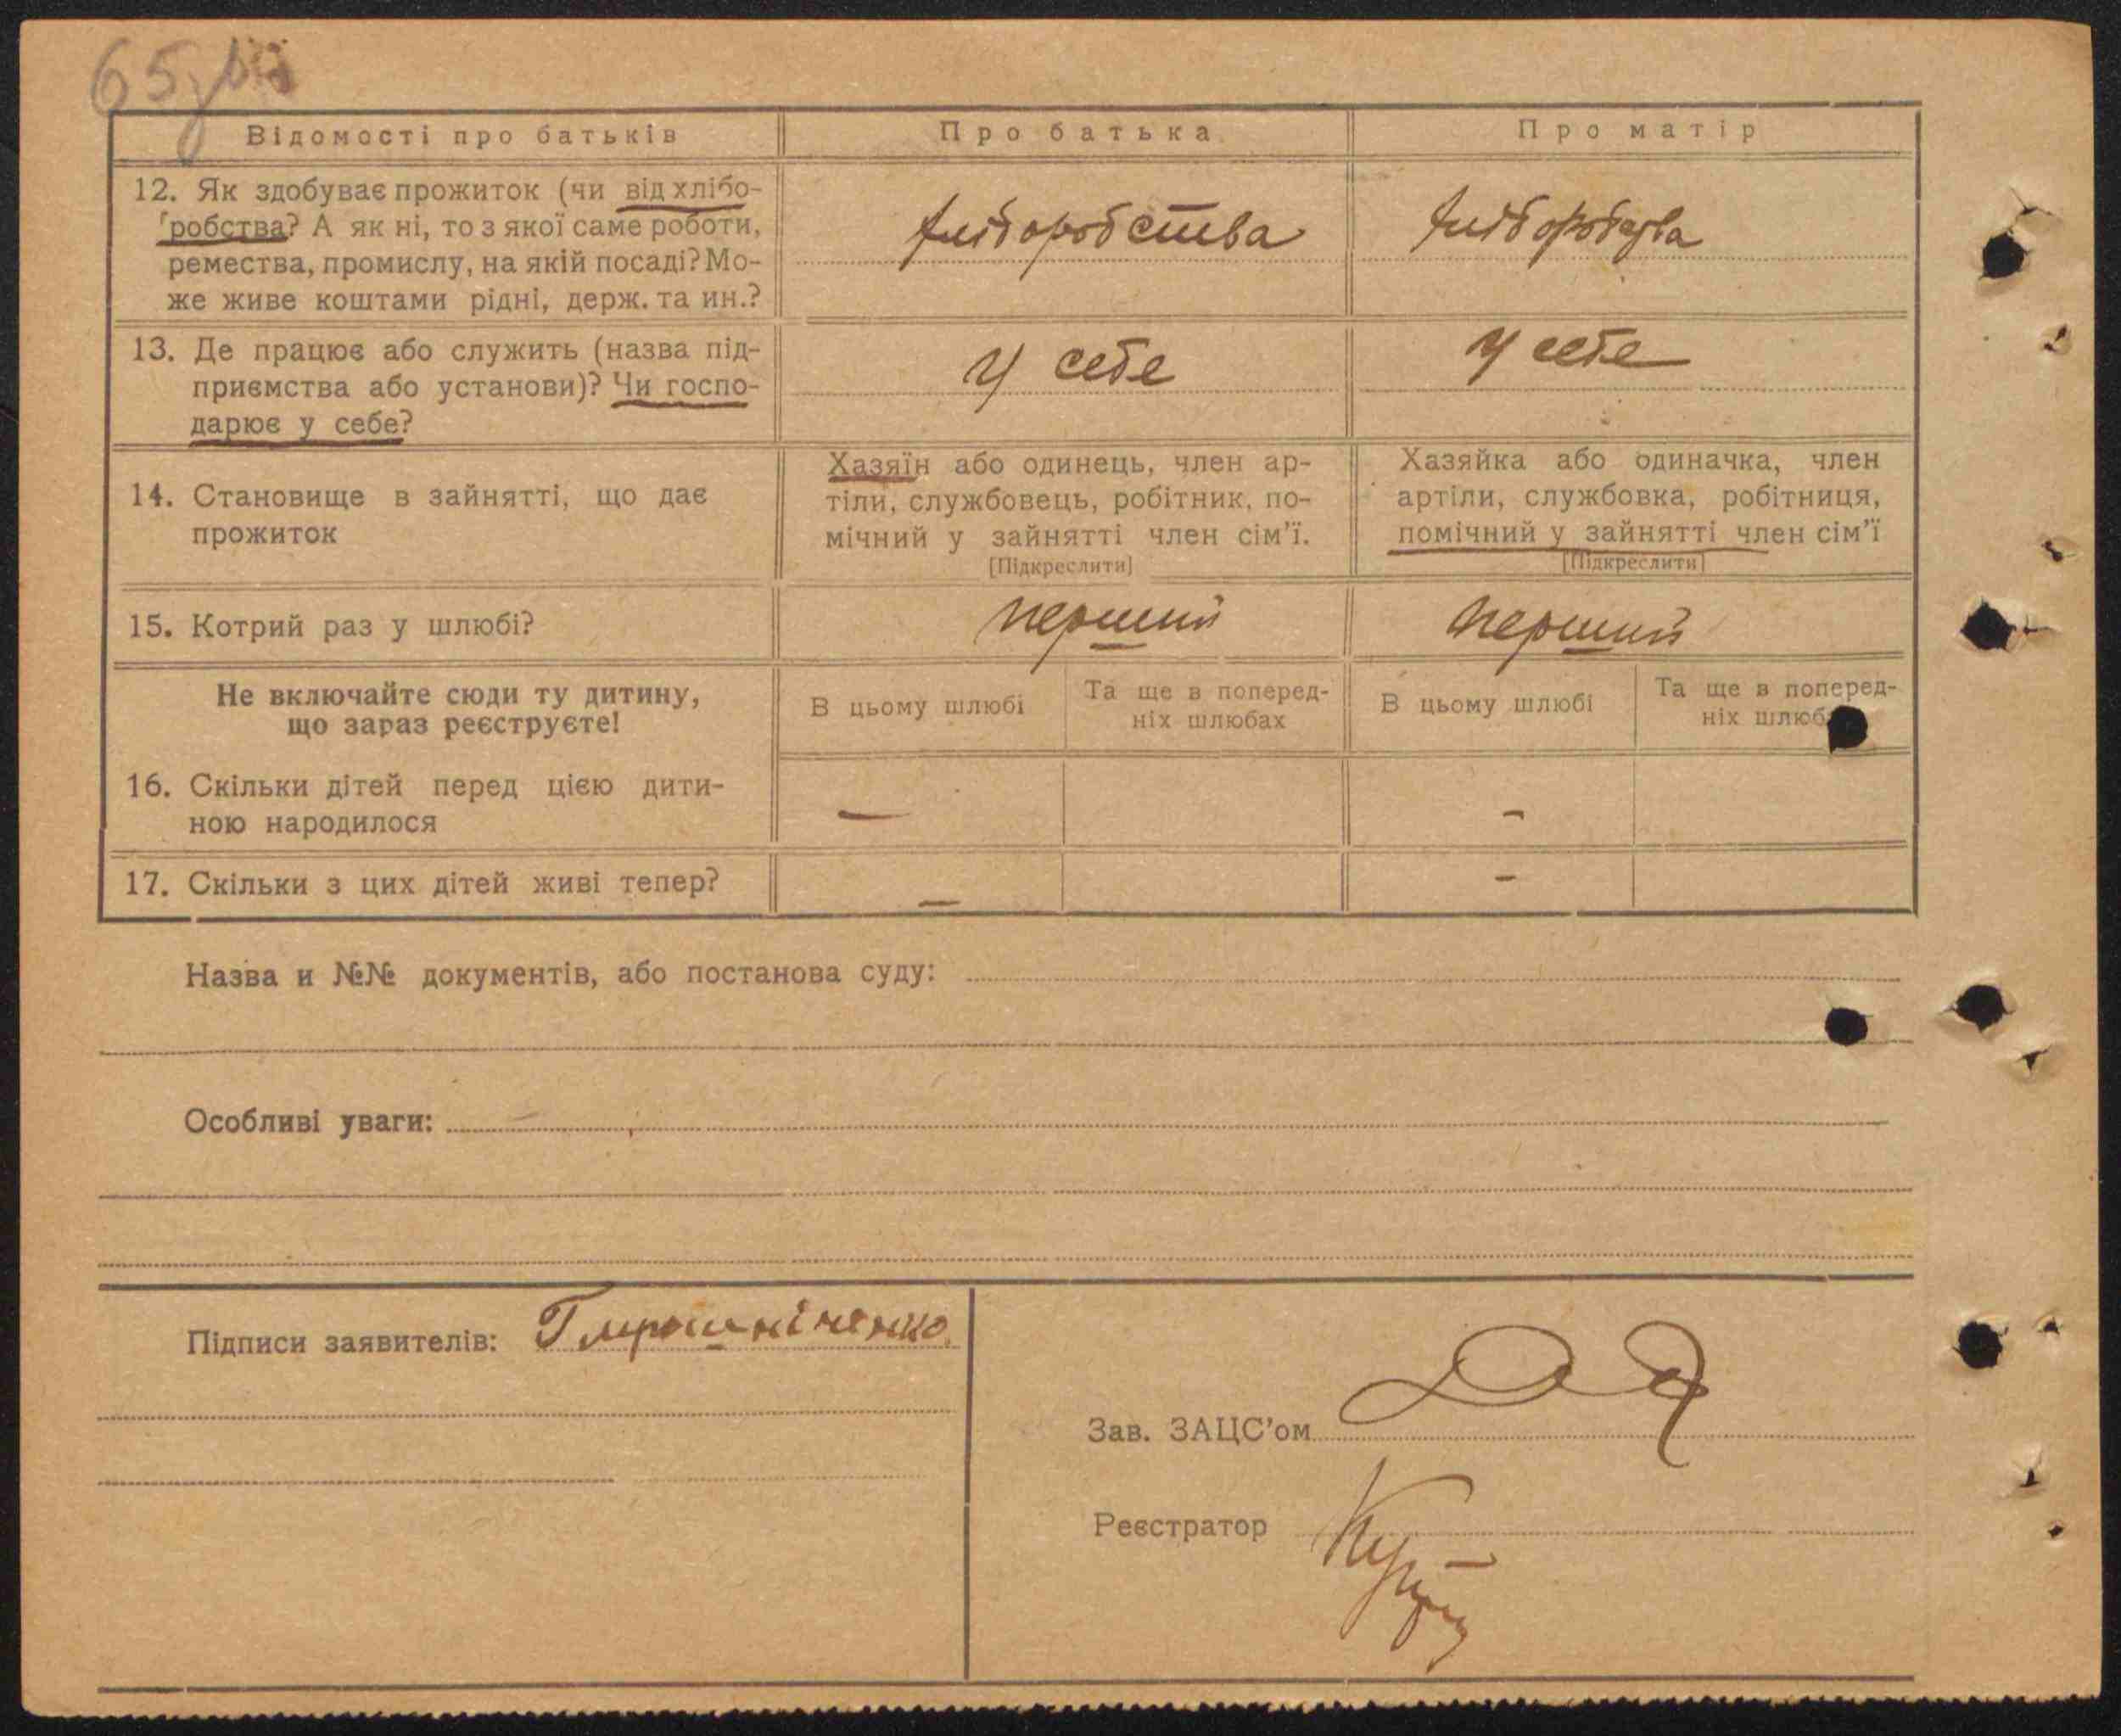 65 зв
Відомості про батьків
Про батька
Про матір
12. Як здобуває прожиток (чи від хлібо-
робства? А як ні, то з якої саме роботи,
ремества, промислу, на якій посаді? Мо-
же живе коштами рідні, держ. та ин.?
хліборобства
хліборобства
13. Де працює або служить (назва під-
приємства або установи)? Чи госпо-
дарює у себе?
У себе
У себе
14. Становище в зайнятті, що дає
прожиток
Хазяїн або одинець, член ар-
тіли, службовець, робітник, по-
мічний у зайнятті член сім'ї.
[Підкреслити]
Хазяйка або одиначка, член
артіли, службовка, робітниця,
помічний у зайнятті член сім'ї
[Підкреслити]
15. Котрий раз у шлюбі?
перший
перший
Не включайте сюди ту дитину,
що зараз реєструєте!
В цьому шлюбі
Та ще в поперед-
ніх шлюбах
В цьому шлюбі
Та ще в поперед-
ніх шлюбах
16. Скільки дітей перед цією дити-
ною народилося
—
-
17. Скільки з цих дітей живі тепер?
—
-
Назва и №№ документів, або постанова суду:
Особливі уваги:
Підписи заявителів:
Зав. ЗАЦС'ом
Реєстратор